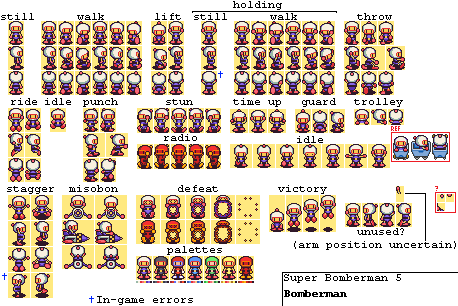 holding
still walk lift still walk throw
†
ride idle punch stun time up guard trolley
REF
radio idle
stagger misobon defeat victory
?
unused?
(arm position uncertain)
palettes
†
†In-game errors
Super Bomberman 5
Bomberman